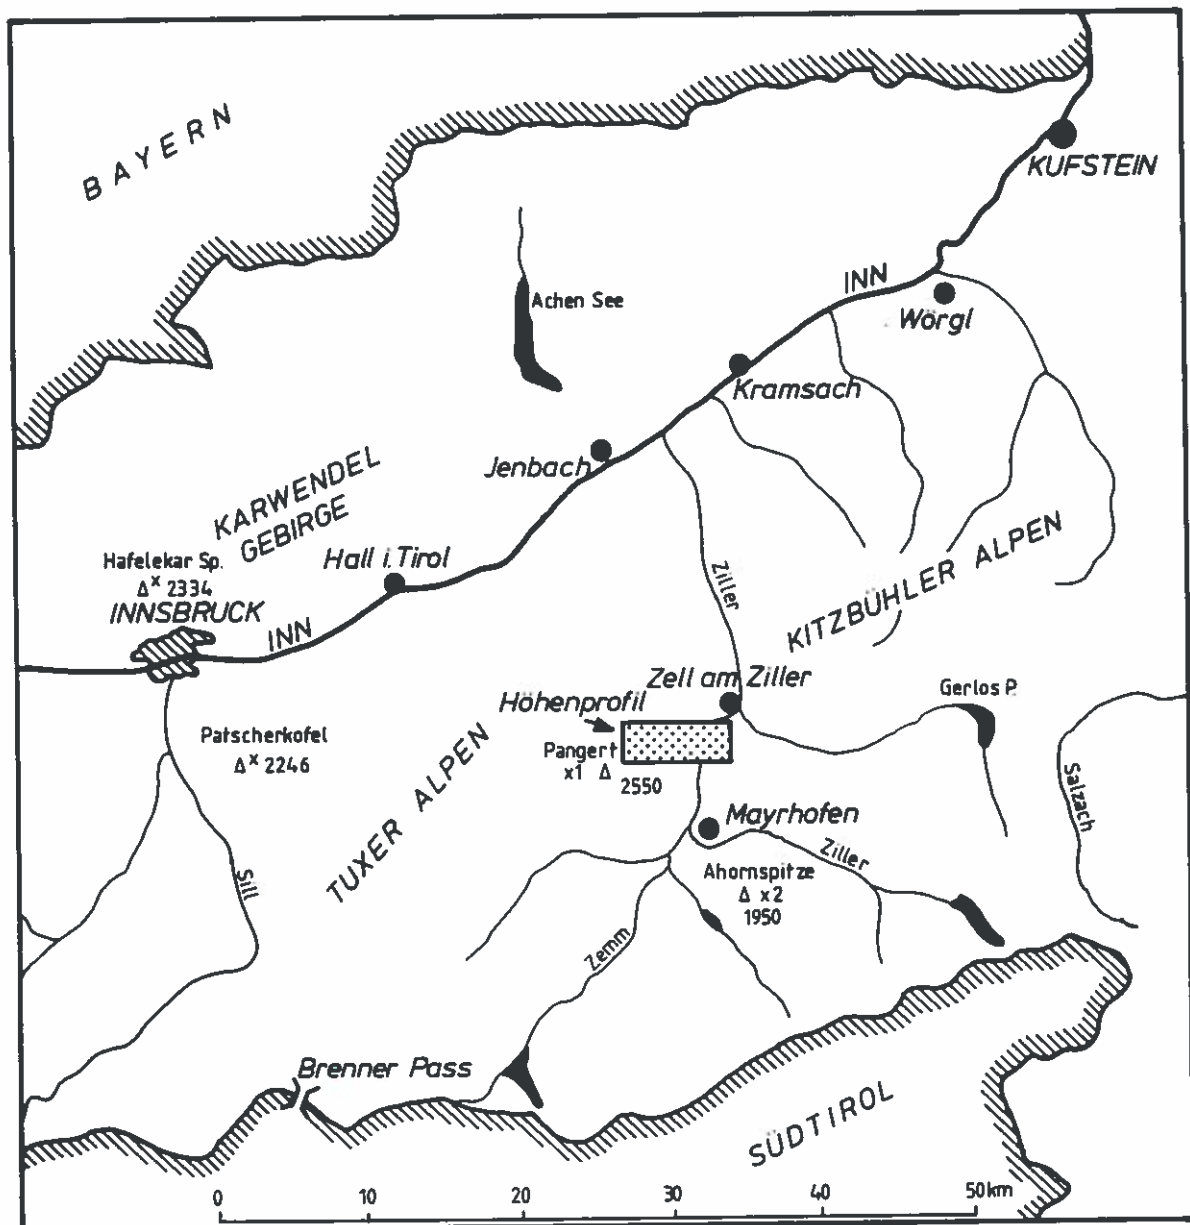 BAYERN
KUFSTEIN
Achen See
INN
Wörgl
Kramsach
Jenbach
KARWENDEL
GEBIRGE
Hafelekar Sp.
Δx 2334
INNSBRUCK
Hall i. Tirol
INN
Ziller
KITZBÜHLER ALPEN
Zell am Ziller
Höhenprofil
Gerlos P.
Patscherkofel
Δx 2246
Pangert
x1 Δ
2550
TUXER ALPEN
Salzach
Mayrhofen
Ziller
Sill
Ahornspitze
Δ x2
1950
Zemm
Brenner Pass
SÜDTIROL
0 10 20 30 40 50km